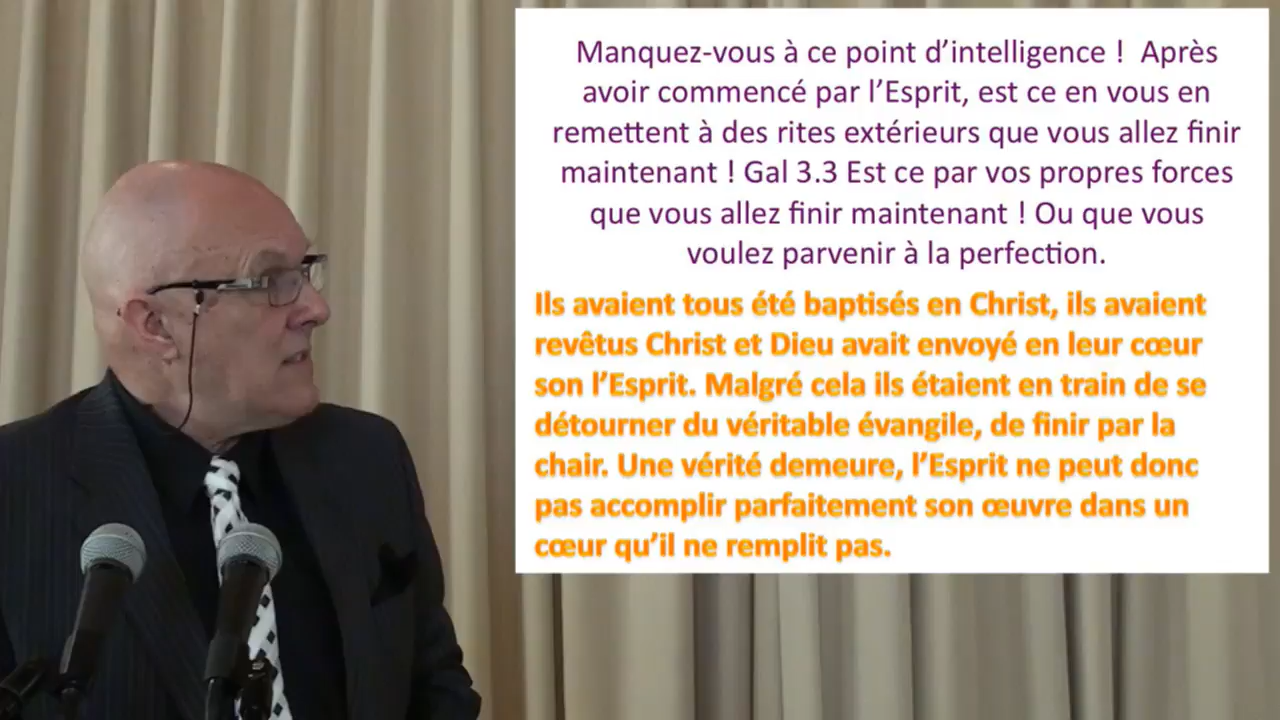 Manquez-vous à ce point d’intelligence ! Après
avoir commencé par l’Esprit, est ce en vous en
remettent à des rites extérieurs que vous allez finir
maintenant ! Gal 3.3 Est ce par vos propres forces
que vous allez finir maintenant ! Ou que vous
voulez parvenir à la perfection.
Ils avaient tous été baptisés en Christ, ils avaient
revêtus Christ et Dieu avait envoyé en leur cœur
son l’Esprit. Malgré cela ils étaient en train de se
détourner du véritable évangile, de finir par la
chair. Une vérité demeure, l’Esprit ne peut donc
pas accomplir parfaitement son œuvre dans un
cœur qu’il ne remplit pas.